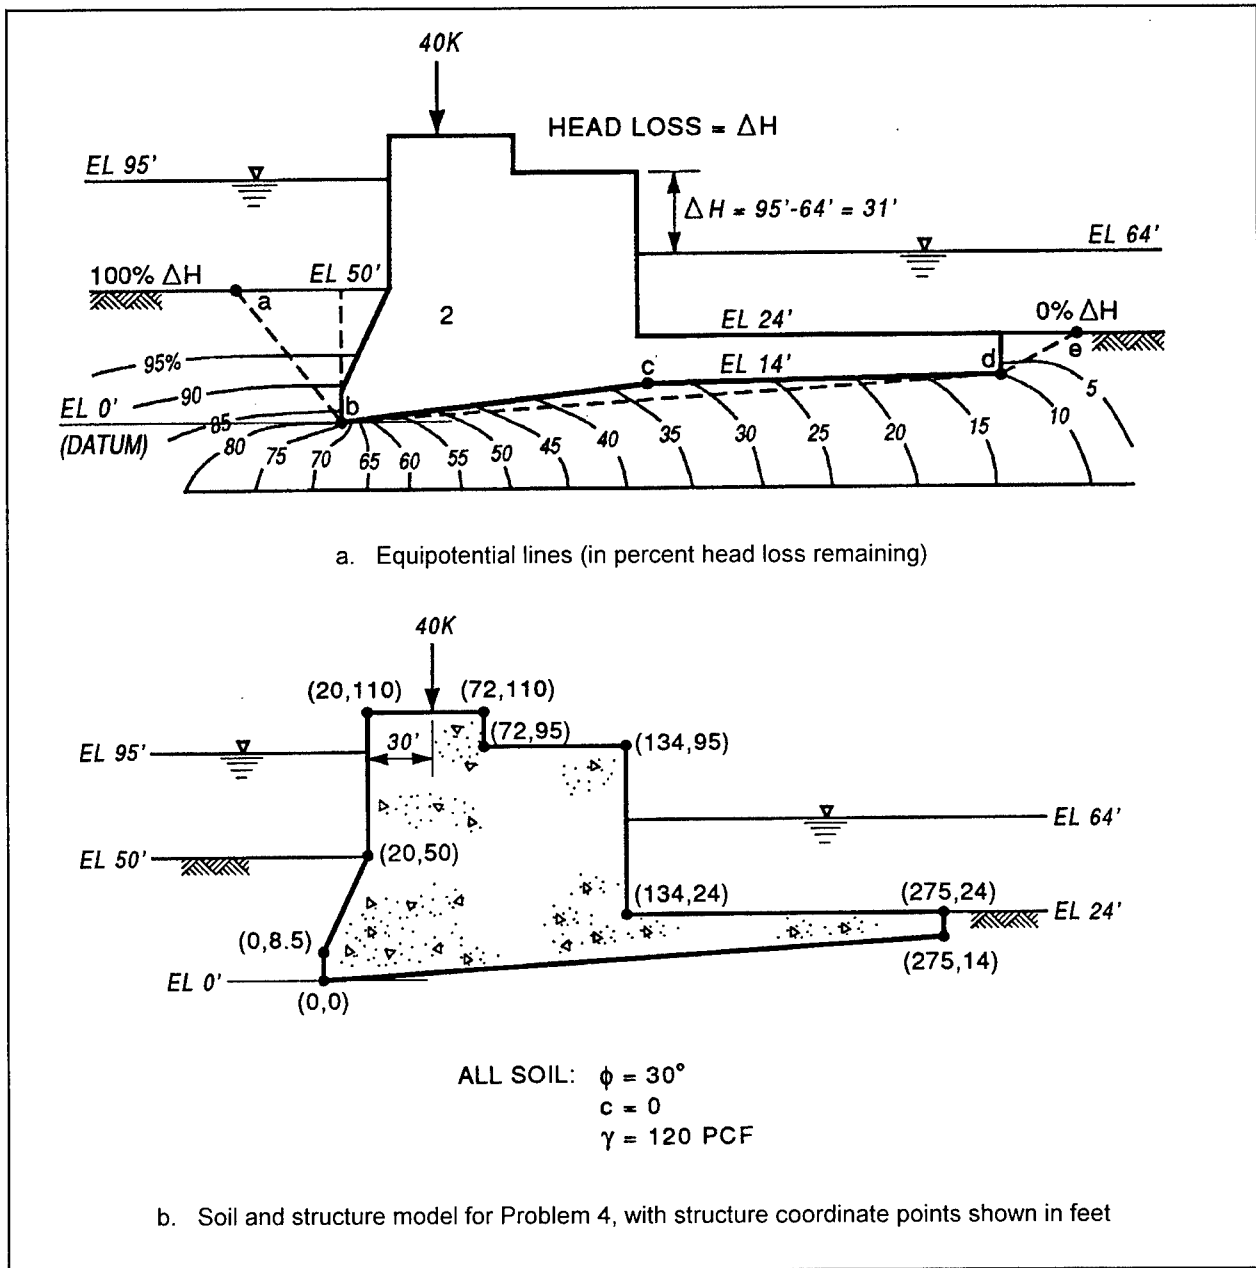 40K
HEAD LOSS = ΔH
EL 95'
ΔH = 95'-64' = 31'
EL 64'
100% ΔH
EL 50'
a
2
0% ΔH
EL 24'
e
d
c
EL 14'
95%
90
EL 0'
(DATUM)
b
85
80
75
70
65
60
55
50
45
40
35
30
25
20
15
10
5
a. Equipotential lines (in percent head loss remaining)
40K
(20,110)
(72,110)
30'
(72,95)
(134,95)
EL 95'
EL 64'
EL 50'
(20,50)
(134,24)
(275,24)
EL 24'
(0,8.5)
(275,14)
EL 0'
(0,0)
ALL SOIL: ϕ = 30°
c = 0
γ = 120 PCF
b. Soil and structure model for Problem 4, with structure coordinate points shown in feet